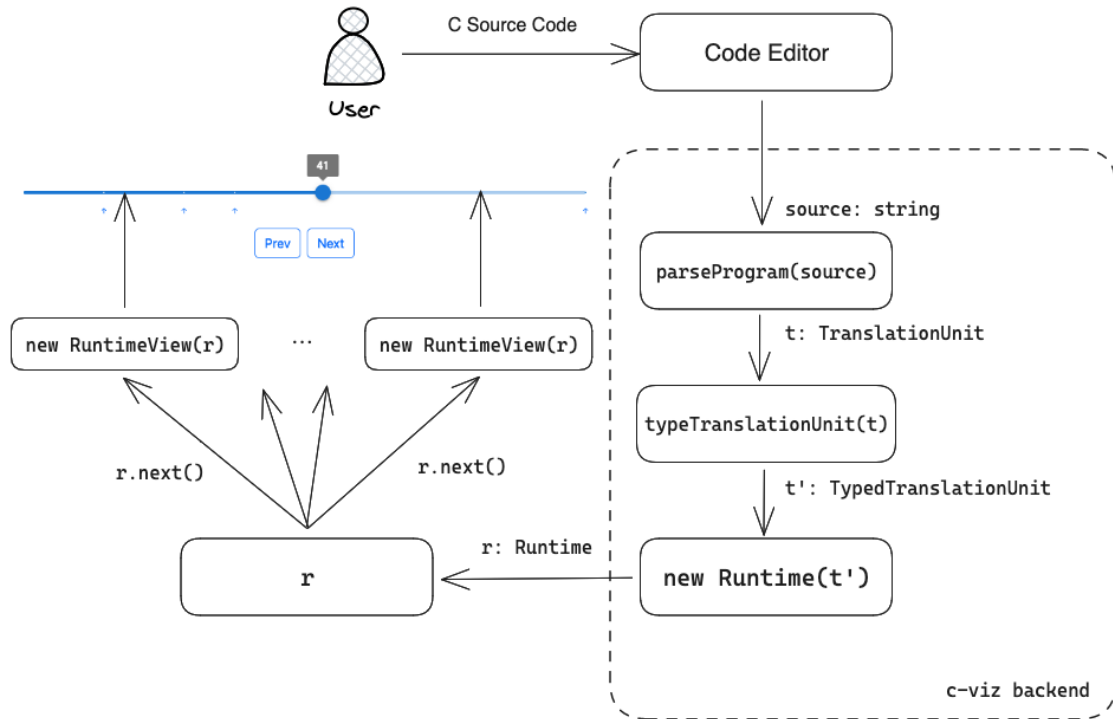 C Source Code
Code Editor
User
41
source: string
Prev
Next
parseProgram(source)
t: TranslationUnit
new RuntimeView(r)
...
new RuntimeView(r)
typeTranslationUnit(t)
r.next()
r.next()
t': TypedTranslationUnit
r: Runtime
r
new Runtime(t')
c-viz backend